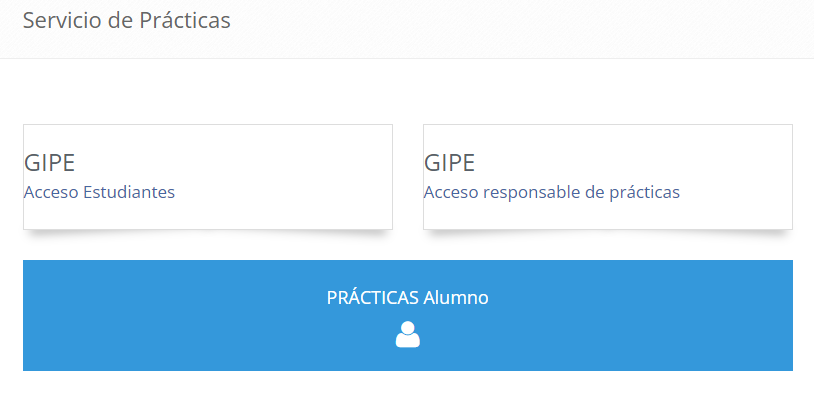 Servicio de Prácticas
GIPE
Acceso Estudiantes
GIPE
Acceso responsable de prácticas
PRÁCTICAS Alumno